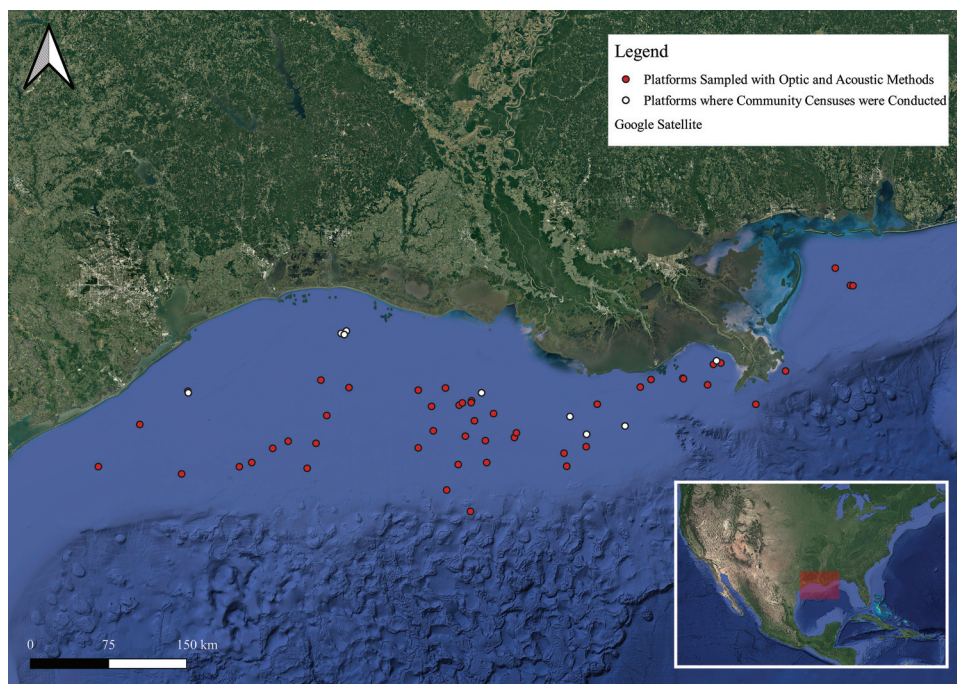 Legend
Platforms Sampled with Optic and Acoustic Methods
Platforms where Community Censuses were Conducted
Google Satellite
0 75 150 km